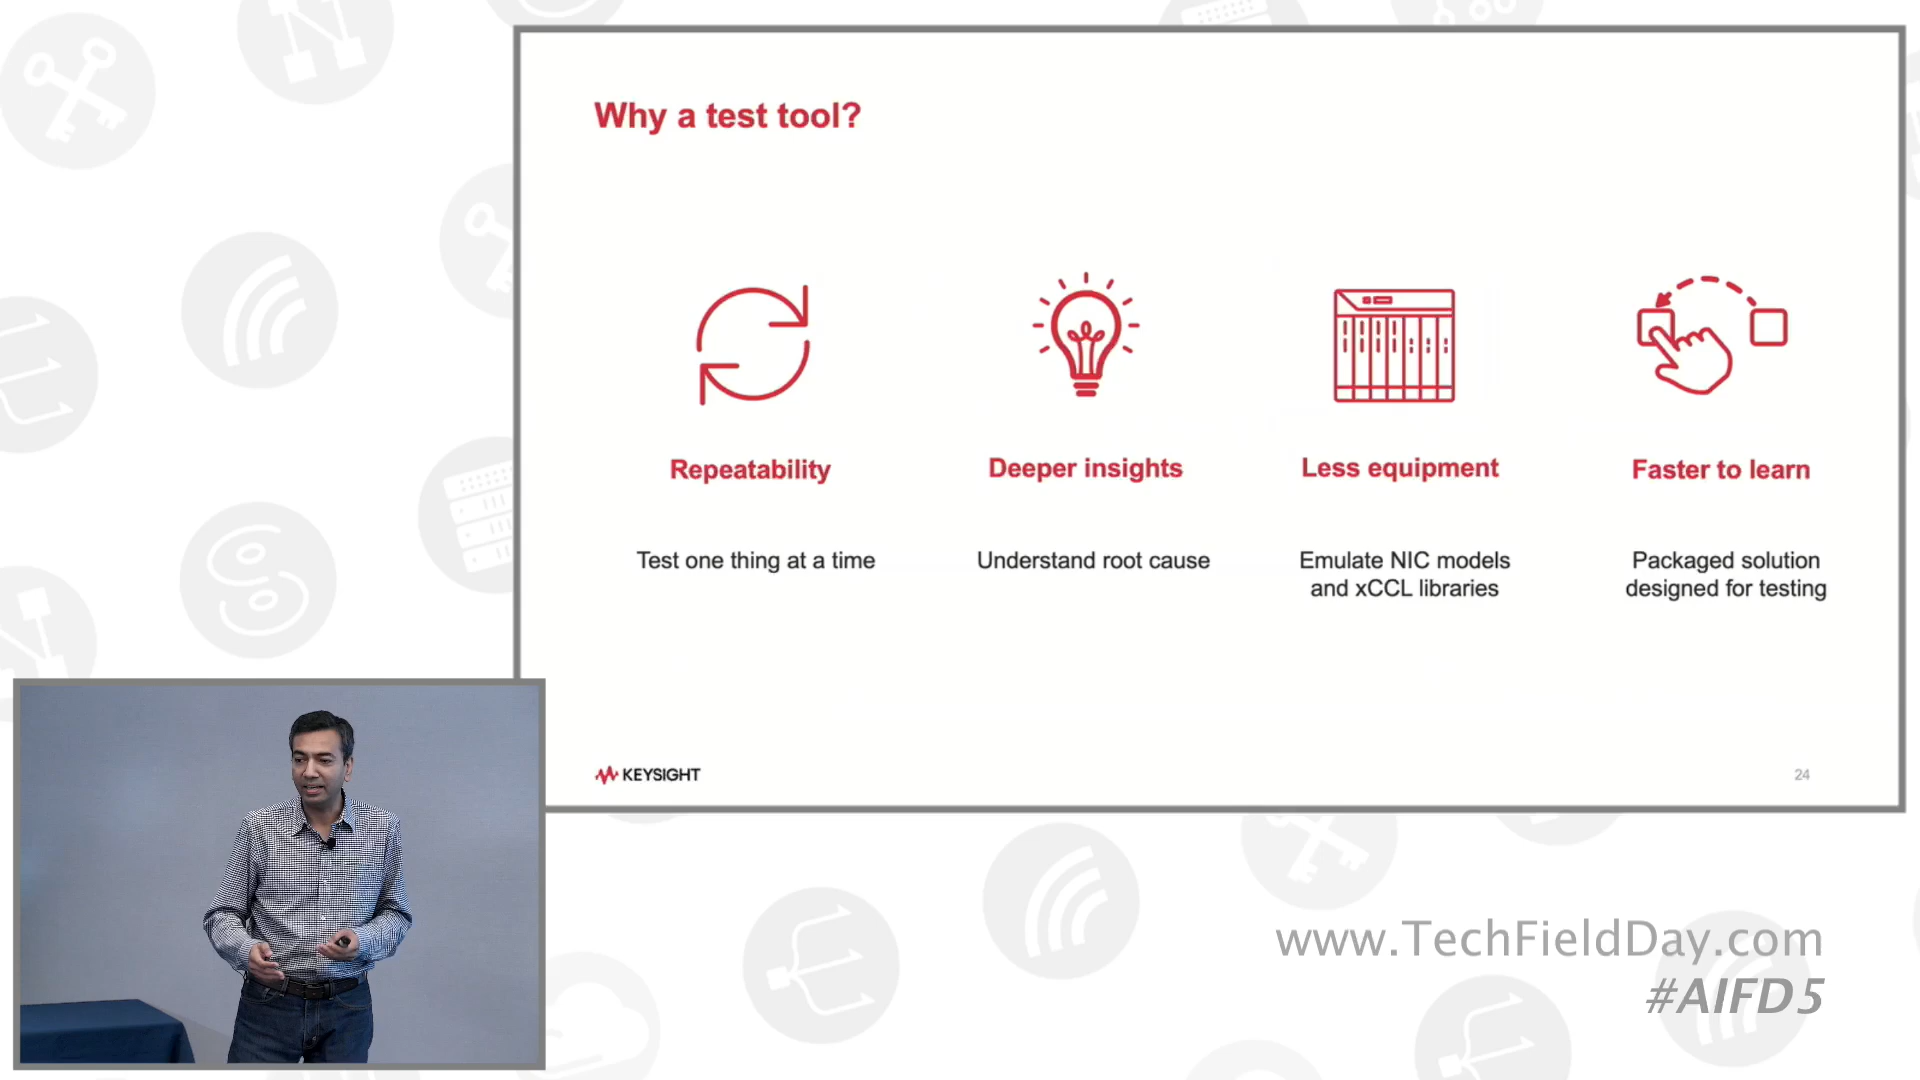 Why a test tool?
Repeatability
Deeper insights
Less equipment
Faster to learn
Test one thing at a time
Understand root cause
Emulate NIC models
and xCCL libraries
Packaged solution
designed for testing
KEYSIGHT
24
www.TechFieldDay.com
#AIFD5